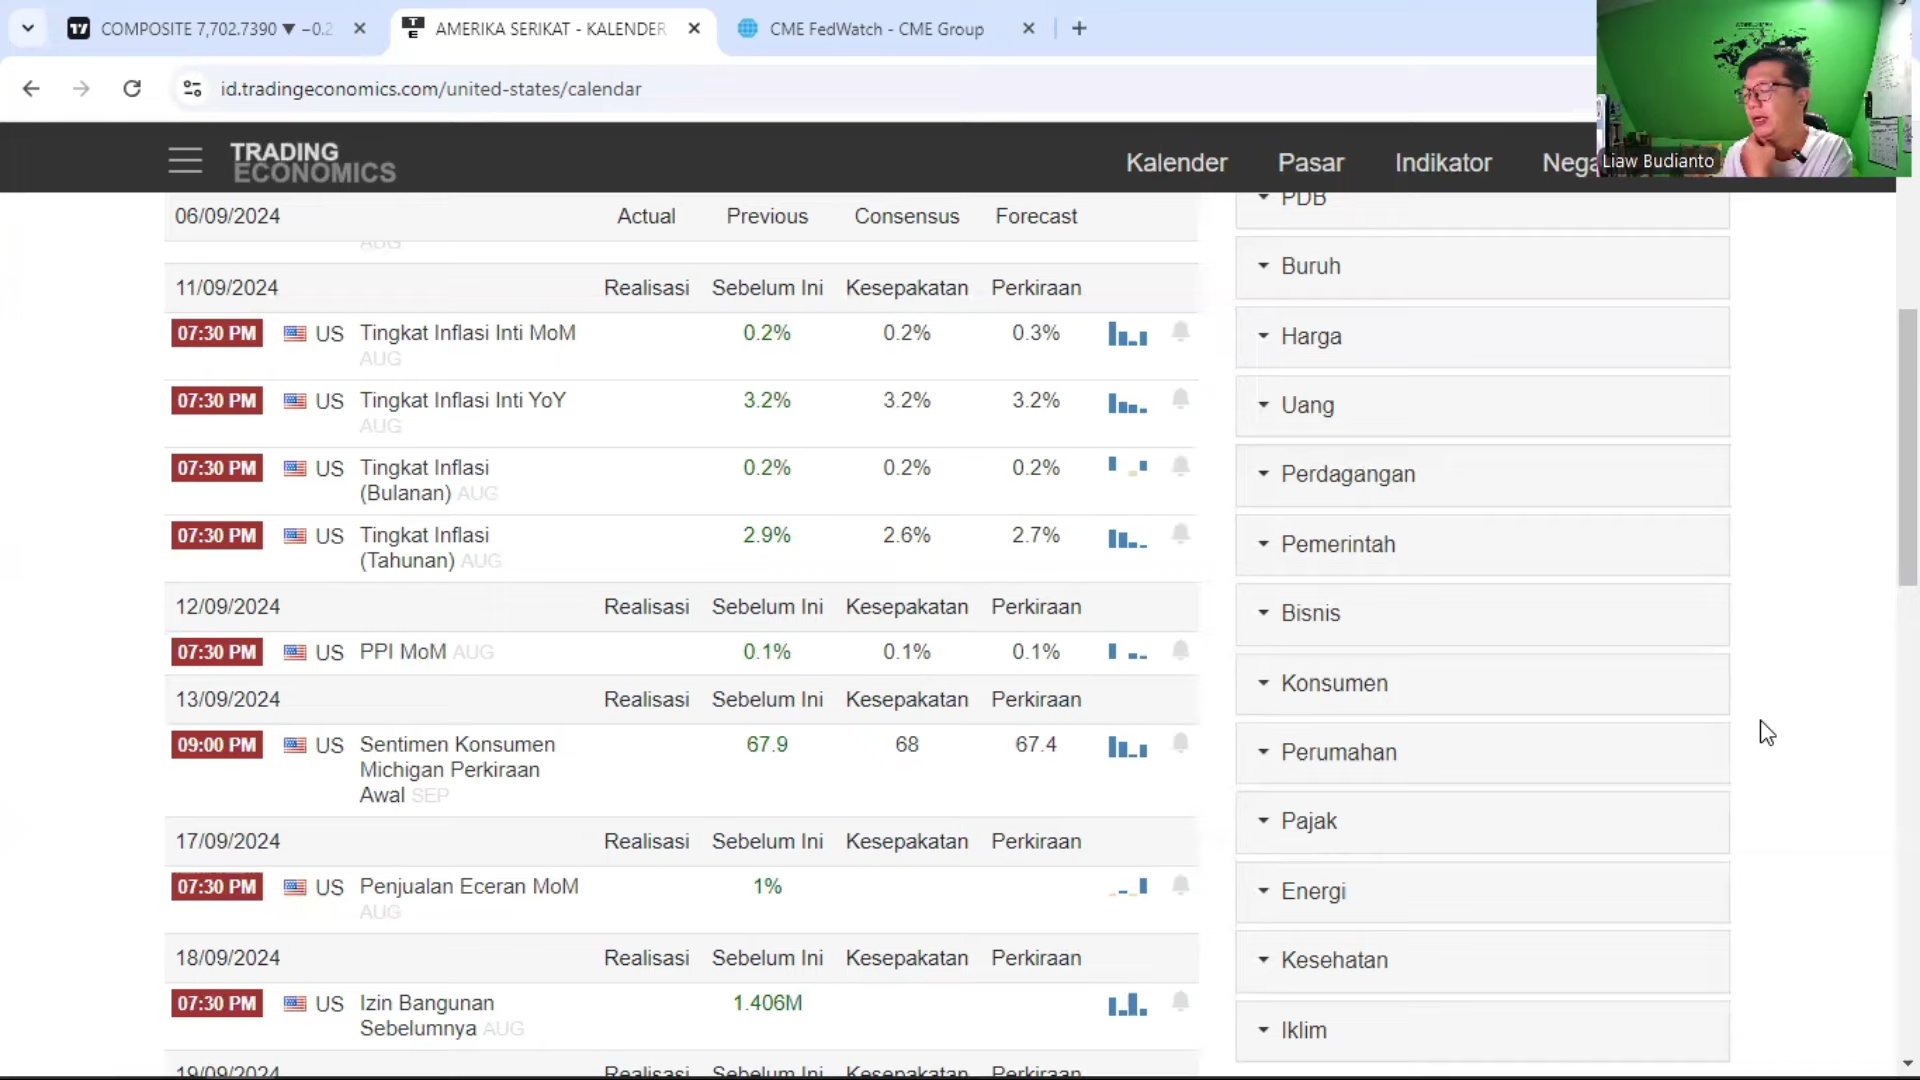 COMPOSITE 7,702.7390 ▼ −0.2
AMERIKA SERIKAT - KALENDER
CME FedWatch - CME Group
id.tradingeconomics.com/united-states/calendar
TRADING
ECONOMICS
Kalender Pasar Indikator Nega
Liaw Budianto
06/09/2024 Actual Previous Consensus Forecast
AUG
11/09/2024 Realisasi Sebelum Ini Kesepakatan Perkiraan
07:30 PM US Tingkat Inflasi Inti MoM 0.2% 0.2% 0.3%
AUG
07:30 PM US Tingkat Inflasi Inti YoY 3.2% 3.2% 3.2%
AUG
07:30 PM US Tingkat Inflasi 0.2% 0.2% 0.2%
(Bulanan) AUG
07:30 PM US Tingkat Inflasi 2.9% 2.6% 2.7%
(Tahunan) AUG
12/09/2024 Realisasi Sebelum Ini Kesepakatan Perkiraan
07:30 PM US PPI MoM AUG 0.1% 0.1% 0.1%
13/09/2024 Realisasi Sebelum Ini Kesepakatan Perkiraan
09:00 PM US Sentimen Konsumen 67.9 68 67.4
Michigan Perkiraan
Awal SEP
17/09/2024 Realisasi Sebelum Ini Kesepakatan Perkiraan
07:30 PM US Penjualan Eceran MoM 1%
AUG
18/09/2024 Realisasi Sebelum Ini Kesepakatan Perkiraan
07:30 PM US Izin Bangunan 1.406M
Sebelumnya AUG
19/09/2024 Realisasi Sebelum Ini Kesepakatan Perkiraan
PDB
Buruh
Harga
Uang
Perdagangan
Pemerintah
Bisnis
Konsumen
Perumahan
Pajak
Energi
Kesehatan
Iklim